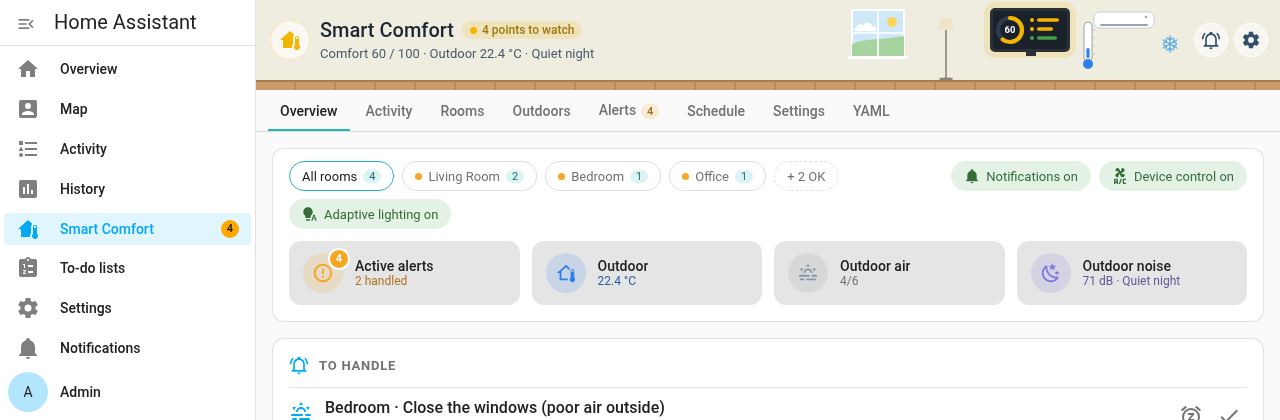 Home Assistant
Overview
Map
Activity
History
Smart Comfort 4
To-do lists
Settings
Notifications
A Admin
Smart Comfort 4 points to watch
Comfort 60 / 100 · Outdoor 22.4 °C · Quiet night
60
Overview Activity Rooms Outdoors Alerts 4 Schedule Settings YAML
All rooms 4 Living Room 2 Bedroom 1 Office 1 + 2 OK Notifications on A/C Device control on
A Adaptive lighting on
4 Active alerts
2 handled
Outdoor
22.4 °C
Outdoor air
4/6
Outdoor noise
71 dB · Quiet night
TO HANDLE
Bedroom · Close the windows (poor air outside)